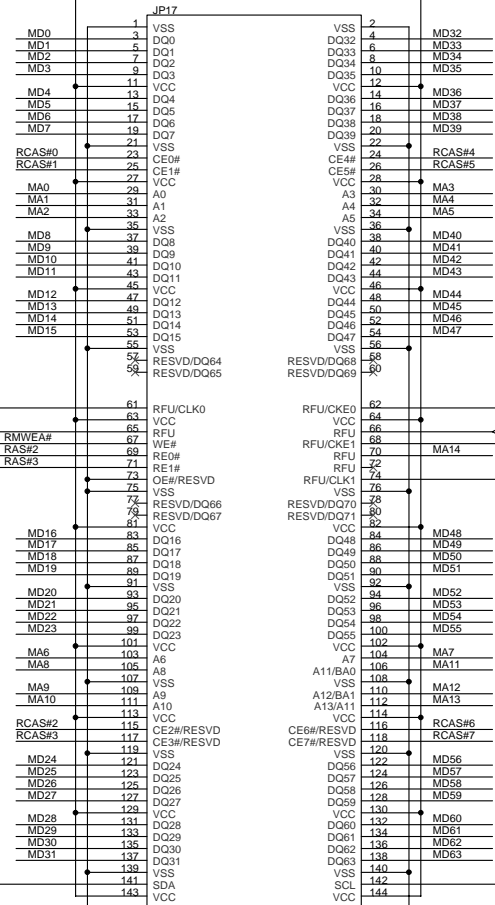 JP17
1 VSS VSS 2
MD0 3 DQ0 DQ32 4 MD32
MD1 5 DQ1 DQ33 6 MD33
MD2 7 DQ2 DQ34 8 MD34
MD3 9 DQ3 DQ35 10 MD35
11 VCC VCC 12
MD4 13 DQ4 DQ36 14 MD36
MD5 15 DQ5 DQ37 16 MD37
MD6 17 DQ6 DQ38 18 MD38
MD7 19 DQ7 DQ39 20 MD39
21 VSS VSS 22
RCAS#0 23 CE0# CE4# 24 RCAS#4
RCAS#1 25 CE1# CE5# 26 RCAS#5
27 VCC VCC 28
MA0 29 A0 A3 30 MA3
MA1 31 A1 A4 32 MA4
MA2 33 A2 A5 34 MA5
35 VSS VSS 36
MD8 37 DQ8 DQ40 38 MD40
MD9 39 DQ9 DQ41 40 MD41
MD10 41 DQ10 DQ42 42 MD42
MD11 43 DQ11 DQ43 44 MD43
45 VCC VCC 46
MD12 47 DQ12 DQ44 48 MD44
MD13 49 DQ13 DQ45 50 MD45
MD14 51 DQ14 DQ46 52 MD46
MD15 53 DQ15 DQ47 54 MD47
55 VSS VSS 56
57 RESVD/DQ64 RESVD/DQ68 58
59 RESVD/DQ65 RESVD/DQ69 60
61 RFU/CLK0 RFU/CKE0 62
63 VCC VCC 64
65 RFU RFU 66
RMWEA# 67 WE# RFU/CKE1 68
RAS#2 69 RE0# RFU 70 MA14
RAS#3 71 RE1# RFU 72
73 OE#/RESVD RFU/CLK1 74
75 VSS VSS 76
77 RESVD/DQ66 RESVD/DQ70 78
79 RESVD/DQ67 RESVD/DQ71 80
81 VCC VCC 82
MD16 83 DQ16 DQ48 84 MD48
MD17 85 DQ17 DQ49 86 MD49
MD18 87 DQ18 DQ50 88 MD50
MD19 89 DQ19 DQ51 90 MD51
91 VSS VSS 92
MD20 93 DQ20 DQ52 94 MD52
MD21 95 DQ21 DQ53 96 MD53
MD22 97 DQ22 DQ54 98 MD54
MD23 99 DQ23 DQ55 100 MD55
101 VCC VCC 102
MA6 103 A6 A7 104 MA7
MA8 105 A8 A11/BA0 106 MA11
107 VSS VSS 108
MA9 109 A9 A12/BA1 110 MA12
MA10 111 A10 A13/A11 112 MA13
113 VCC VCC 114
RCAS#2 115 CE2#/RESVD CE6#/RESVD 116 RCAS#6
RCAS#3 117 CE3#/RESVD CE7#/RESVD 118 RCAS#7
119 VSS VSS 120
MD24 121 DQ24 DQ56 122 MD56
MD25 123 DQ25 DQ57 124 MD57
MD26 125 DQ26 DQ58 126 MD58
MD27 127 DQ27 DQ59 128 MD59
129 VCC VCC 130
MD28 131 DQ28 DQ60 132 MD60
MD29 133 DQ29 DQ61 134 MD61
MD30 135 DQ30 DQ62 136 MD62
MD31 137 DQ31 DQ63 138 MD63
139 VSS VSS 140
141 SDA SCL 142
143 VCC VCC 144